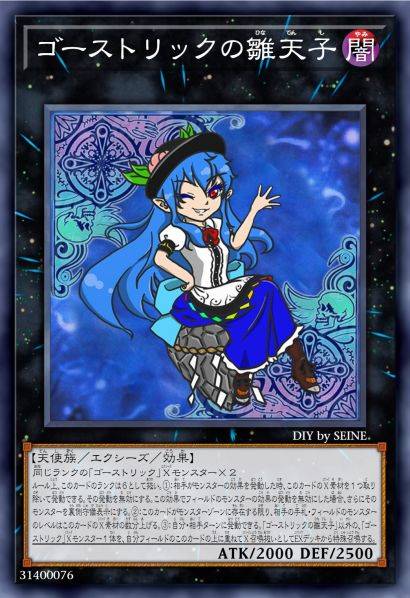 ゴーストリックの雛天子
ひな てん し
闇
やみ
DIY by SEINE.
【天使族／エクシーズ／効果】
同じランクの「ゴーストリック」Xモンスター×2
ルール上、このカードのランクは6として扱い、①：相手がモンスターの効果を発動した時、このカードのX素材を1つ取り
除いて発動できる。その発動を無効にする。この効果でフィールドのモンスターの効果の発動を無効にした場合、さらにその
モンスターを裏側守備表示にする。②：このカードがモンスターゾーンに存在する限り、相手の手札・フィールドのモンスター
のレベルはこのカードのX素材の数分上げる。③：自分・相手ターンに発動できる。「ゴーストリックの雛天子」以外の、「ゴー
ストリック」Xモンスター1体を、自分フィールドのこのカードの上に重ねてX召喚扱いとしてEXデッキから特殊召喚する。
ATK/2000 DEF/2500
31400076